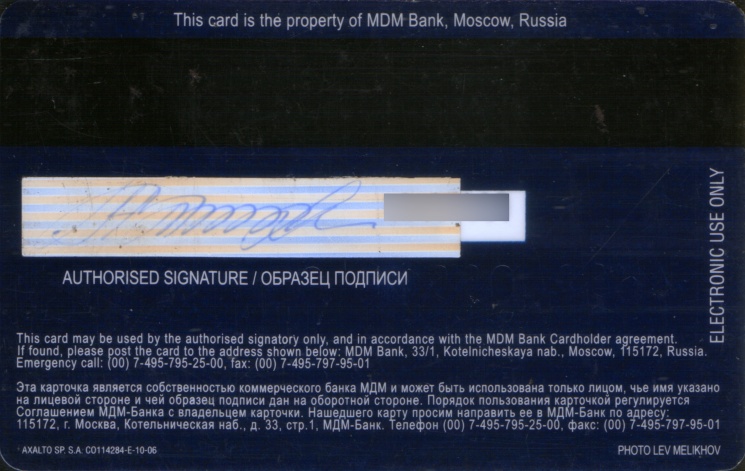 This card is the property of MDM Bank, Moscow, Russia
ELECTRONIC USE ONLY
AUTHORISED SIGNATURE / ОБРАЗЕЦ ПОДПИСИ
This card may be used by the authorised signatory only, and in accordance with the MDM Bank Cardholder agreement.
If found, please post the card to the address shown below: MDM Bank, 33/1, Kotelnicheskaya nab., Moscow, 115172, Russia.
Emergency call: (00) 7-495-795-25-00, fax: (00) 7-495-797-95-01
Эта карточка является собственностью коммерческого банка МДМ и может быть использована только лицом, чье имя указано
на лицевой стороне и чей образец подписи дан на оборотной стороне. Порядок пользования карточкой регулируется
Соглашением МДМ-Банка с владельцем карточки. Нашедшего карту просим направить ее в МДМ-Банк по адресу:
115172, г. Москва, Котельническая наб., д. 33, стр.1, МДМ-Банк. Телефон (00) 7-495-795-25-00, факс: (00) 7-495-797-95-01
AXALTO SP. S.A. CO114284-E-10-06
PHOTO LEV MELIKHOV